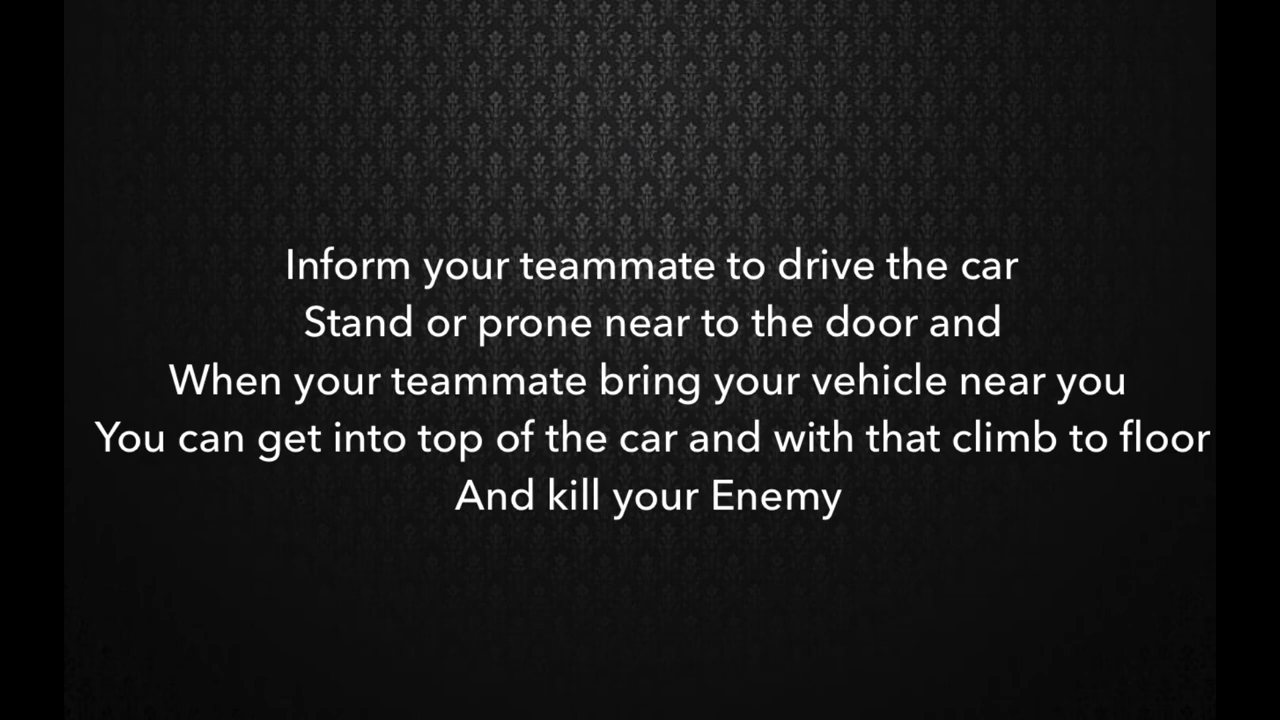 Inform your teammate to drive the car
Stand or prone near to the door and
When your teammate bring your vehicle near you
You can get into top of the car and with that climb to floor
And kill your Enemy